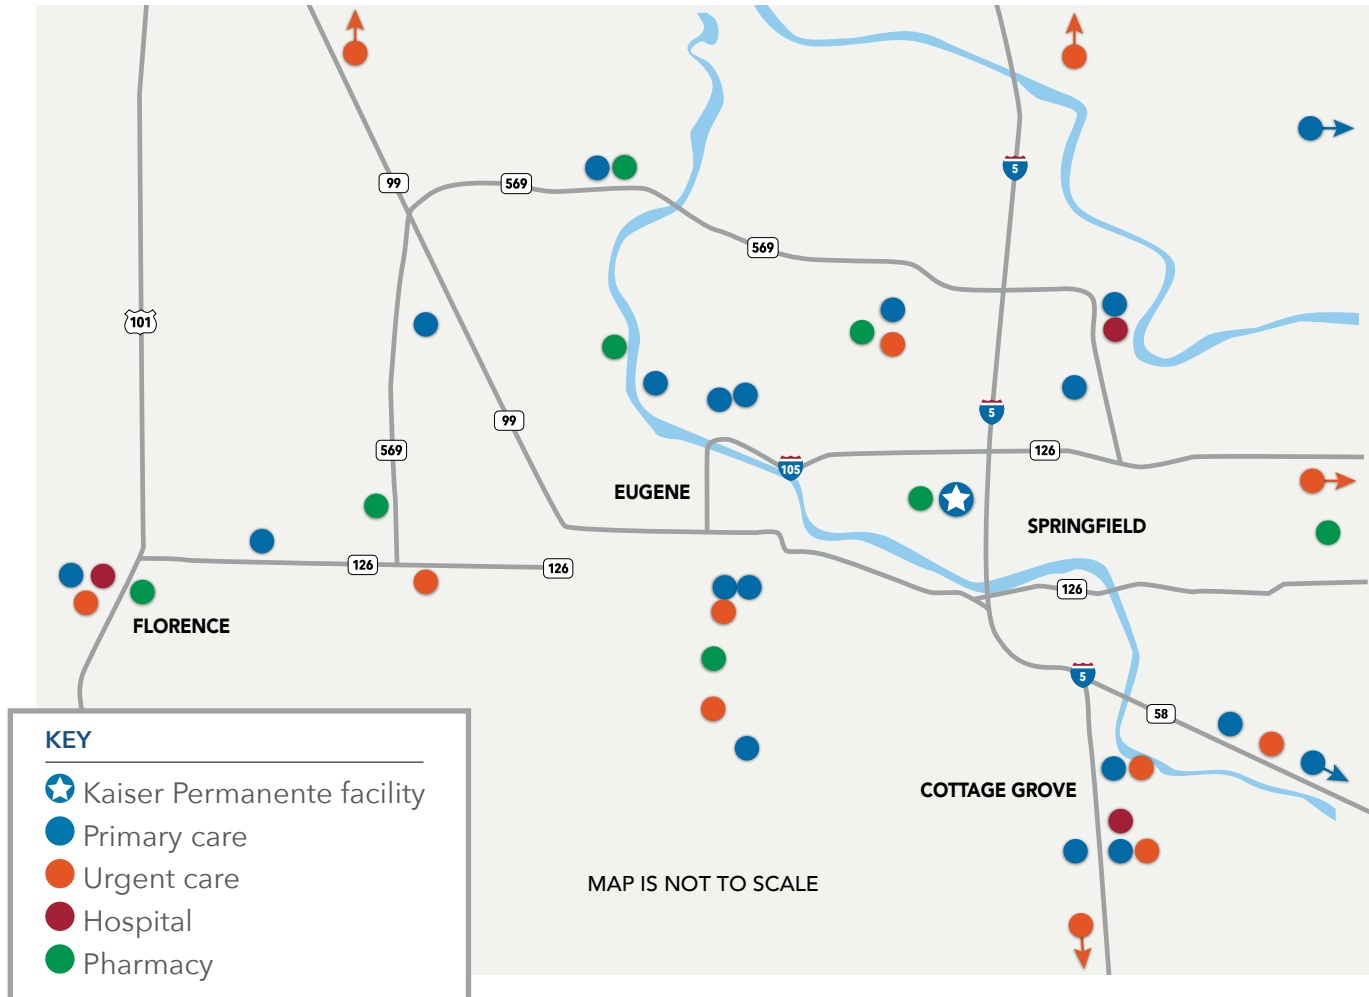 5
99
569
569
101
5
99
569
126
105
EUGENE
SPRINGFIELD
126
126
126
FLORENCE
5
58
COTTAGE GROVE
MAP IS NOT TO SCALE
KEY
Kaiser Permanente facility
Primary care
Urgent care
Hospital
Pharmacy